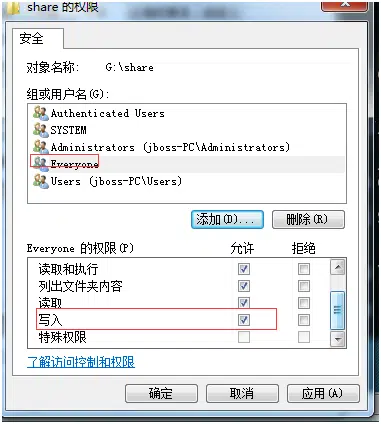 share 的权限
安全
对象名称: G:\share
组或用户名(G):
Authenticated Users
SYSTEM
Administrators (jboss-PC\Administrators)
Everyone
Users (jboss-PC\Users)
添加(D)... 删除(R)
Everyone 的权限(P) 允许 拒绝
读取和执行
列出文件夹内容
读取
写入
特殊权限
了解访问控制和权限
确定 取消 应用(A)